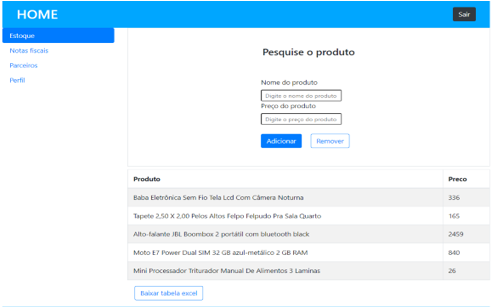 HOME
Sair
Estoque
Notas fiscais
Parceiros
Perfil
Pesquise o produto
Nome do produto
Digite o nome do produto
Preço do produto
Digite o preço do produto
Adicionar Remover
Produto Preco
Baba Eletrônica Sem Fio Tela Lcd Com Câmera Noturna 336
Tapete 2,50 X 2,00 Pelos Altos Felpo Felpudo Pra Sala Quarto 165
Alto-falante JBL Boombox 2 portátil com bluetooth black 2459
Moto E7 Power Dual SIM 32 GB azul-metálico 2 GB RAM 840
Mini Processador Triturador Manual De Alimentos 3 Laminas 26
Baixar tabela excel